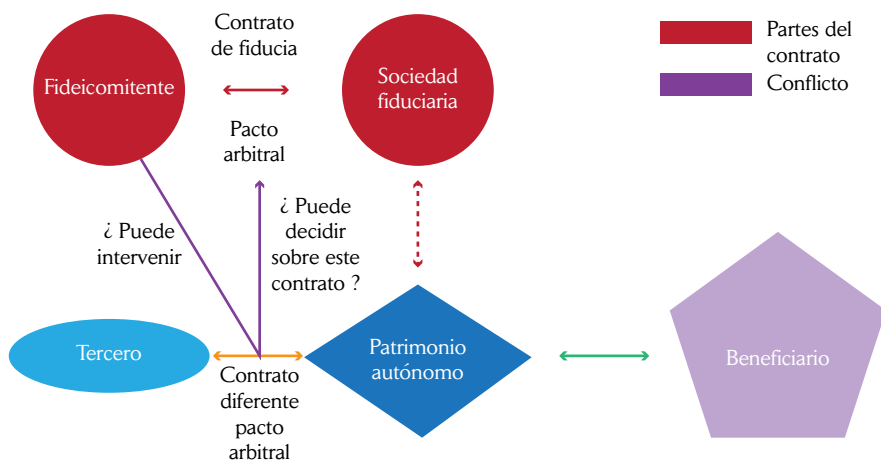 Contrato
de fiducia
Fideicomitente
Sociedad
fiduciaria
Partes del
contrato
Conflicto
Pacto
arbitral
¿ Puede
intervenir
¿ Puede
decidir
sobre este
contrato ?
Tercero
Patrimonio
autónomo
Beneficiario
Contrato
diferente
pacto
arbitral